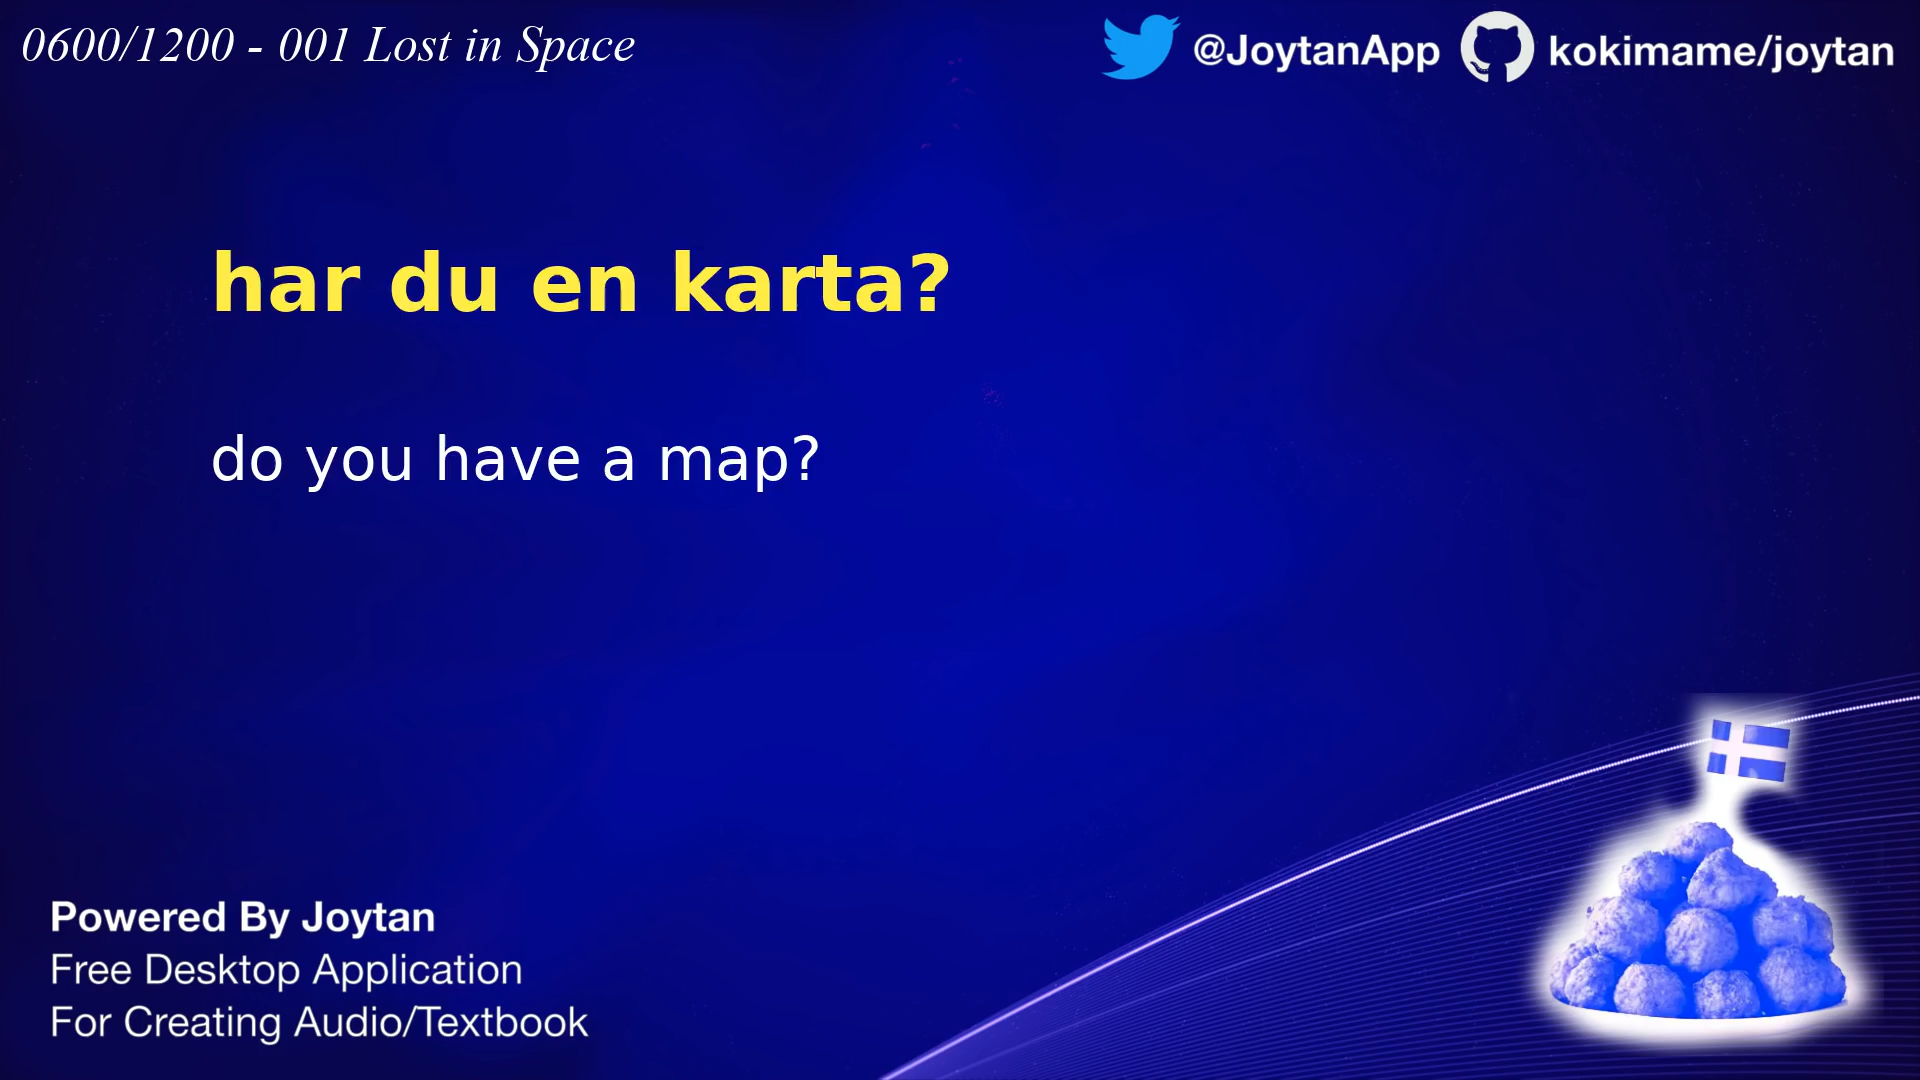 0600/1200 - 001 Lost in Space
@JoytanApp
kokimame/joytan
har du en karta?
do you have a map?
Powered By Joytan
Free Desktop Application
For Creating Audio/Textbook